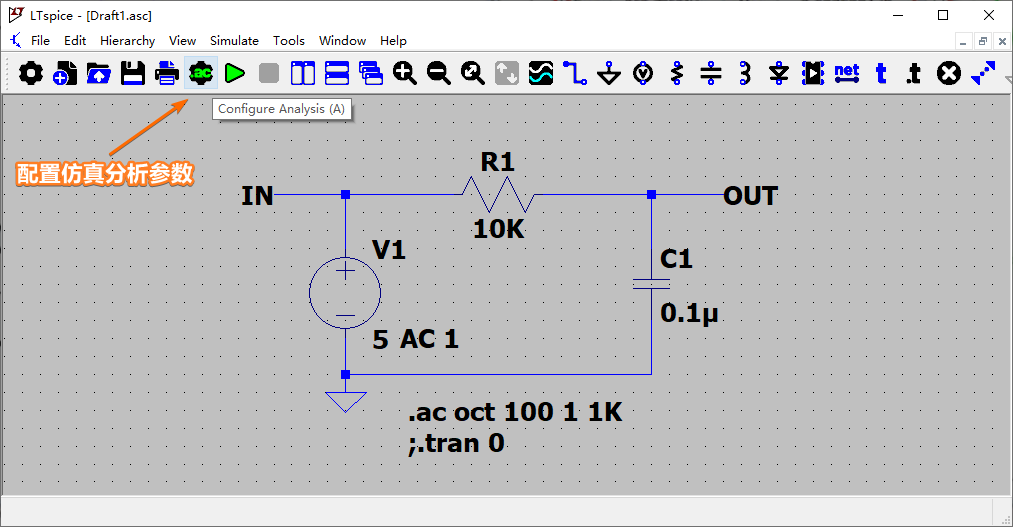 LTspice - [Draft1.asc]
File Edit Hierarchy View Simulate Tools Window Help
.ac net t .t
Configure Analysis (A)
配置仿真分析参数
R1
IN OUT
10K
V1
C1
0.1µ
5 AC 1
.ac oct 100 1 1K
;.tran 0